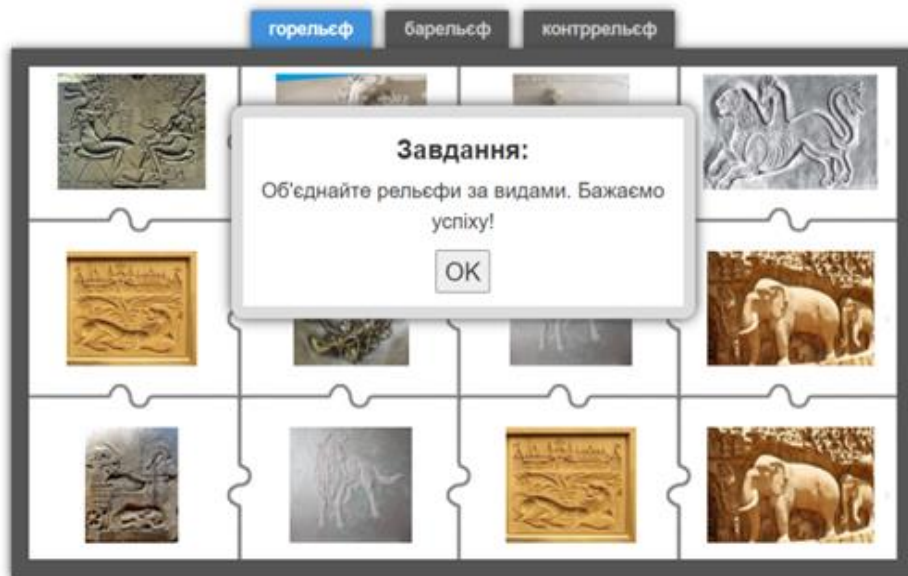 горельєф барельєф контррельєф
Завдання:
Об'єднайте рельєфи за видами. Бажаємо
успіху!
OK